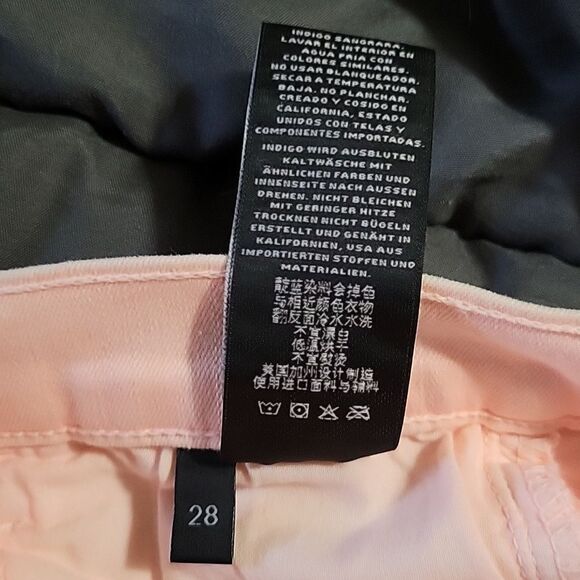 INDIGO SANGRARA,
LAVAR EL INTERIOR EN
AGUA FRIA CON
COLORES SIMILARES.
NO USAR BLANQUEADOR.
SECAR A TEMPERATURA
BAJA. NO PLANCHAR.
CREADO Y COSIDO EN
CALIFORNIA, ESTADO
UNIDOS CON TELAS Y
COMPONENTES IMPORTADAS.
INDIGO WIRD AUSBLUTEN
KALTWÄSCHE MIT
ÄHNLICHEN FARBEN UND
INNENSEITE NACH AUSSEN
DREHEN. NICHT BLEICHEN
MIT GERINGER HITZE
TROCKNEN NICHT BÜGELN
ERSTELLT UND GENÄHT IN
KALIFORNIEN, USA AUS
IMPORTIERTEN STOFFEN UND
MATERIALIEN.
靛蓝染料会掉色
与相近颜色衣物
翻反面冷水水洗
不宜漂白
低温烘干
不宜熨烫
美国加州设计制造
使用进口面料与辅料
28